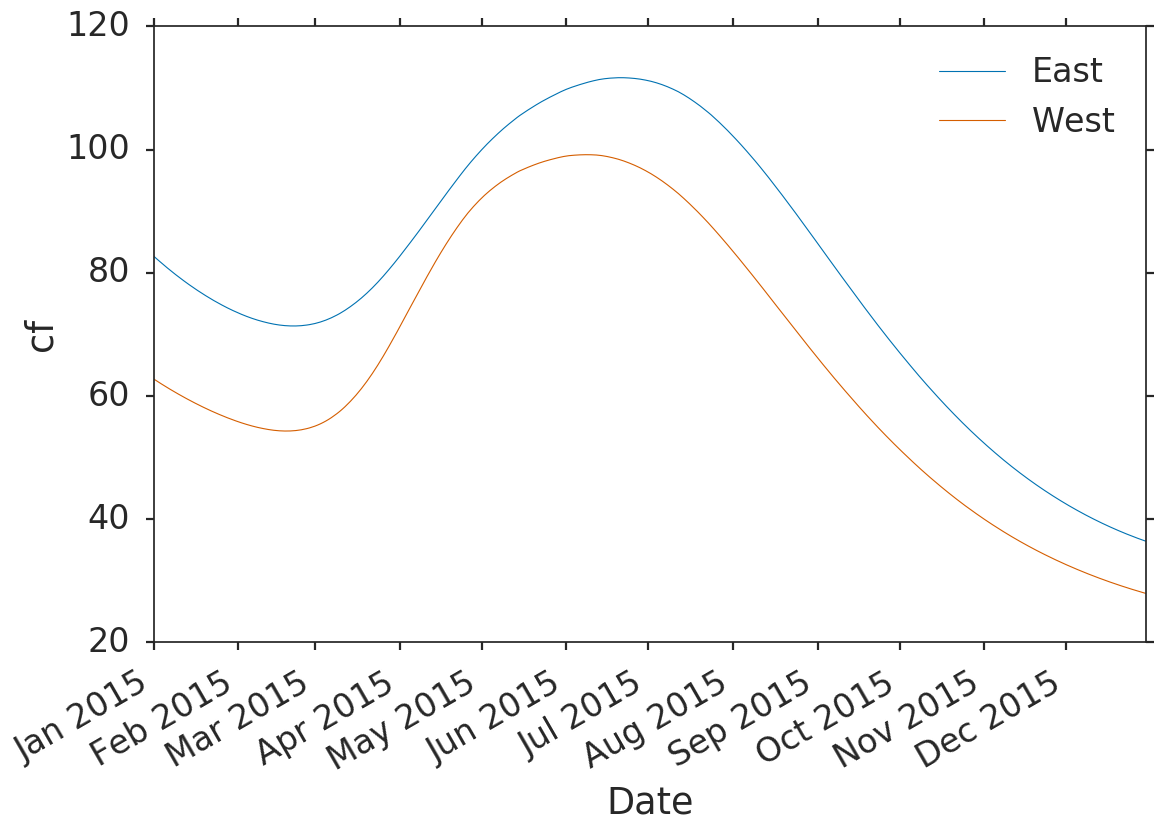 120
100
80
60
40
20
cf
East
West
Jan 2015
Feb 2015
Mar 2015
Apr 2015
May 2015
Jun 2015
Jul 2015
Aug 2015
Sep 2015
Oct 2015
Nov 2015
Dec 2015
Date